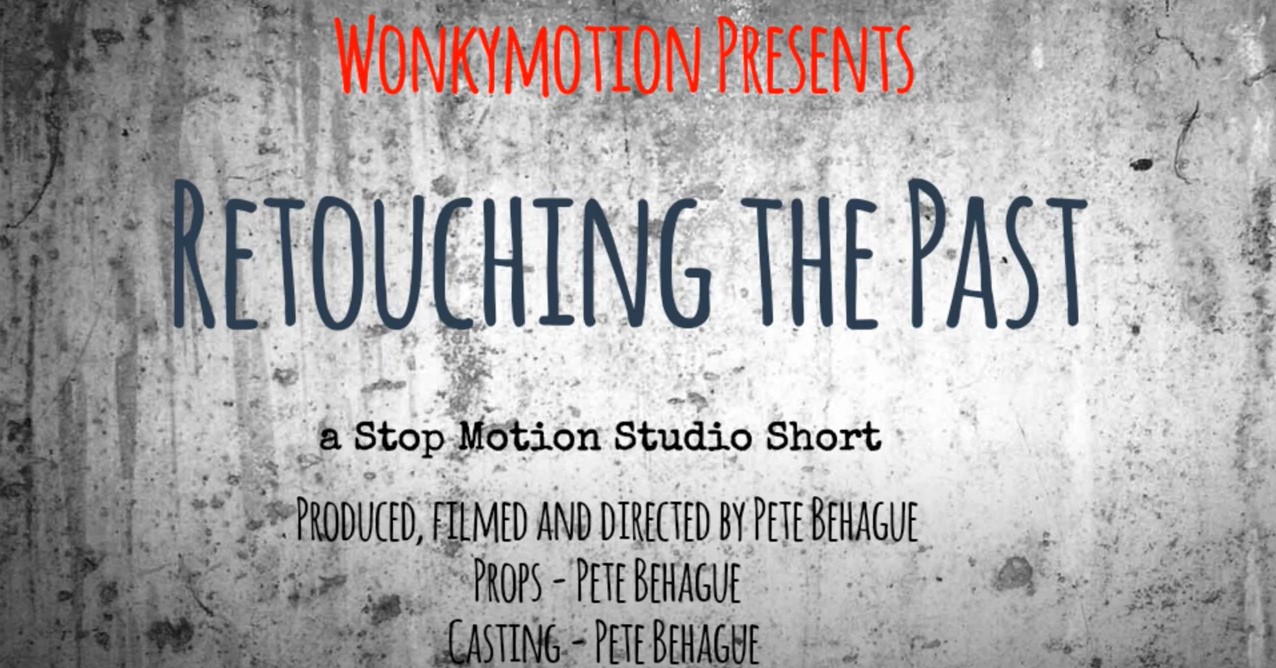 Wonkymotion Presents
Retouching the Past
a Stop Motion Studio Short
Produced, filmed and directed by Pete Behague
Props - Pete Behague
Casting - Pete Behague